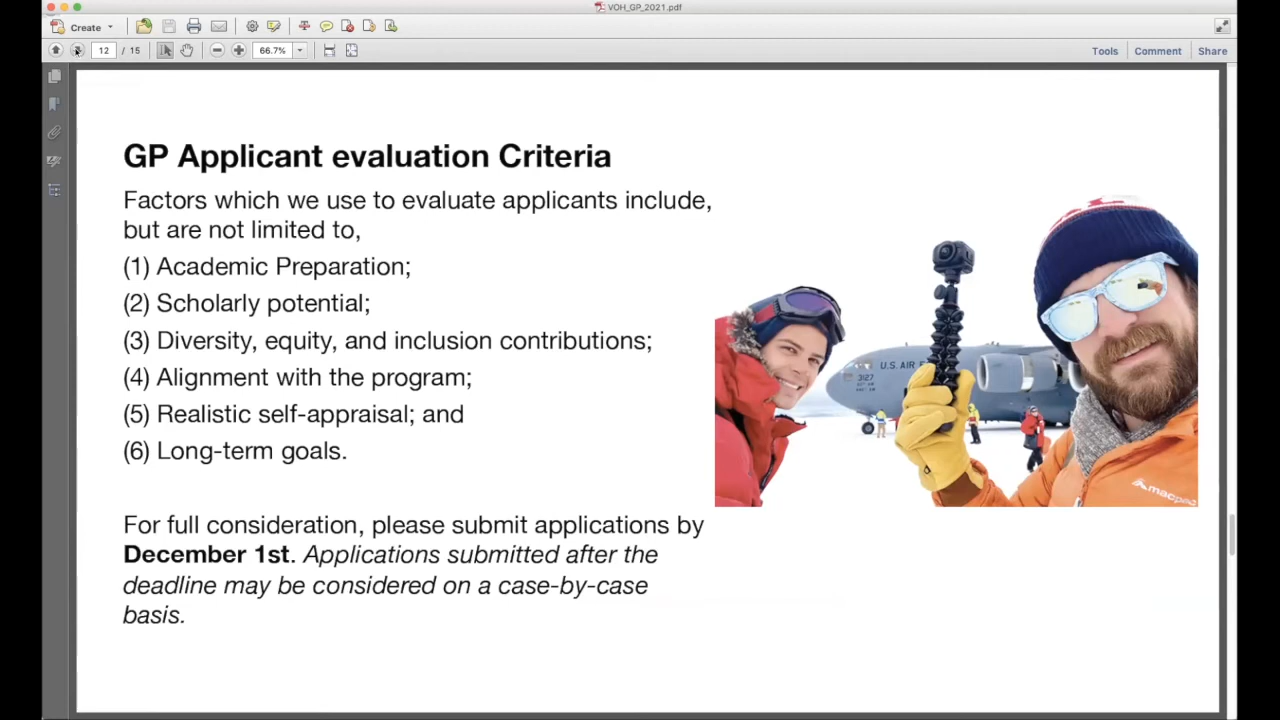 VOH_GP_2021.pdf
Create
12 / 15
66.7%
Tools
Comment
Share
GP Applicant evaluation Criteria
Factors which we use to evaluate applicants include,
but are not limited to,
(1) Academic Preparation;
(2) Scholarly potential;
(3) Diversity, equity, and inclusion contributions;
(4) Alignment with the program;
(5) Realistic self-appraisal; and
(6) Long-term goals.
For full consideration, please submit applications by
December 1st. Applications submitted after the
deadline may be considered on a case-by-case
basis.
U.S. AIR
3127
macpac